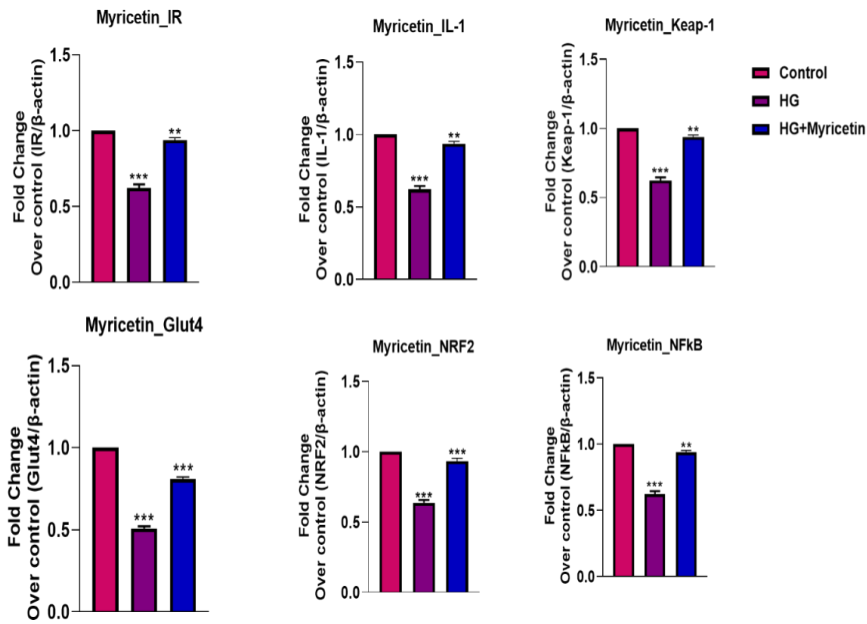 Myricetin_IR
Fold Change
Over control (IR/β-actin)
1.5
1.0
0.5
0.0
***
**
Myricetin_IL-1
Fold Change
Over control (IL-1/β-actin)
1.5
1.0
0.5
0.0
***
**
Myricetin_Keap-1
Fold Change
Over control (Keap-1/β-actin)
1.5
1.0
0.5
0.0
***
**
Control
HG
HG+Myricetin
Myricetin_Glut4
Fold Change
Over control (Glut4/β-actin)
1.5
1.0
0.5
0.0
***
***
Myricetin_NRF2
Fold Change
Over control (NRF2/β-actin)
1.5
1.0
0.5
0.0
***
***
Myricetin_NFkB
Fold Change
Over control (NFkB/β-actin)
1.5
1.0
0.5
0.0
***
**